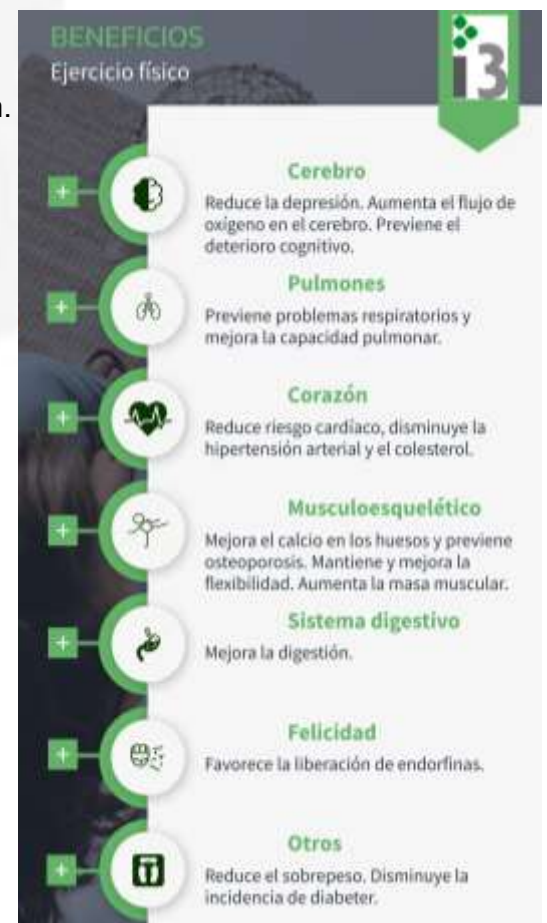 BENEFICIOS
Ejercicio físico
i3
Cerebro
Reduce la depresión. Aumenta el flujo de
oxígeno en el cerebro. Previene el
deterioro cognitivo.
Pulmones
Previene problemas respiratorios y
mejora la capacidad pulmonar.
Corazón
Reduce riesgo cardíaco, disminuye la
hipertensión arterial y el colesterol.
Musculoesquelético
Mejora el calcio en los huesos y previene
osteoporosis. Mantiene y mejora la
flexibilidad. Aumenta la masa muscular.
Sistema digestivo
Mejora la digestión.
Felicidad
Favorece la liberación de endorfinas.
Otros
Reduce el sobrepeso. Disminuye la
incidencia de diabeter.